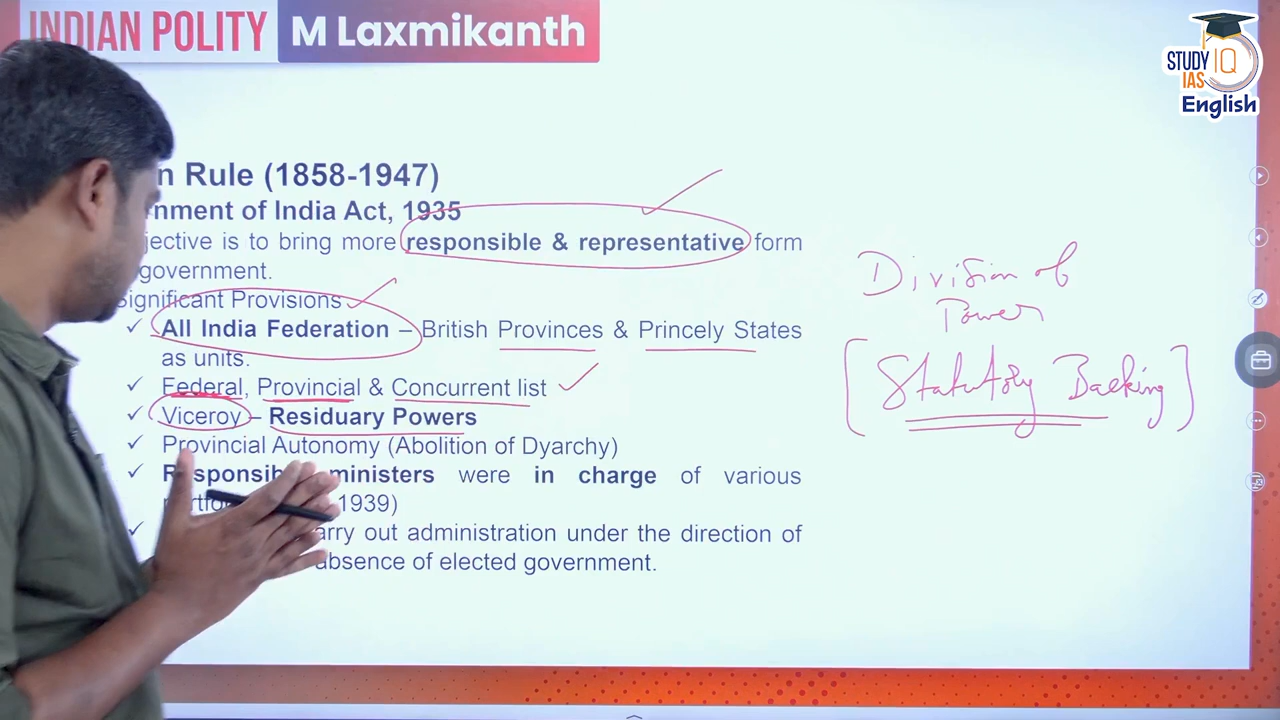 INDIAN POLITY M Laxmikanth
STUDY IQ
IAS
English
n Rule (1858-1947)
rnment of India Act, 1935
jective is to bring more responsible & representative form
government.
Significant Provisions
✓ All India Federation – British Provinces & Princely States
as units.
✓ Federal, Provincial & Concurrent list
✓ Viceroy – Residuary Powers
✓ Provincial Autonomy (Abolition of Dyarchy)
✓ Responsible ministers were in charge of various
1939)
✓ arry out administration under the direction of
absence of elected government.
Division of
Power
[Statutory Backing]